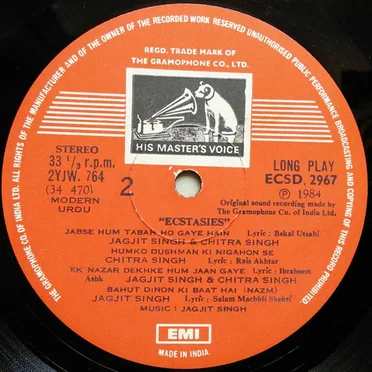 ALL RIGHTS OF THE MANUFACTURER AND OF THE OWNER OF THE RECORDED WORK RESERVED UNAUTHORISED PUBLIC PERFORMANCE BROADCASTING AND COPYING OF THIS RECORD PROHIBITED.
THE GRAMOPHONE CO. OF INDIA LTD.
REGD. TRADE MARK OF
THE GRAMOPHONE CO., LTD.
HIS MASTER'S VOICE
STEREO
33 1/3 r.p.m.
2YJW. 764
(34 470)
MODERN
URDU
2
LONG PLAY
ECSD. 2967
Ⓟ 1984
Original sound recording made by
The Gramophone Co. of India Ltd.
"ECSTASIES"
JABSE HUM TABAH HO GAYE HAIN Lyric: Bekal Utsahi
JAGJIT SINGH & CHITRA SINGH
HUMKO DUSHMAN KI NIGAHON SE
CHITRA SINGH Lyric: Rais Akhtar
EK NAZAR DEKHKE HUM JAAN GAYE Lyric: Ibraheem
Ashk JAGJIT SINGH & CHITRA SINGH
BAHUT DINON KI BAAT HAI (NAZM)
JAGJIT SINGH Lyric: Salam Machhli Shehri
MUSIC: JAGJIT SINGH
EMI
MADE IN INDIA